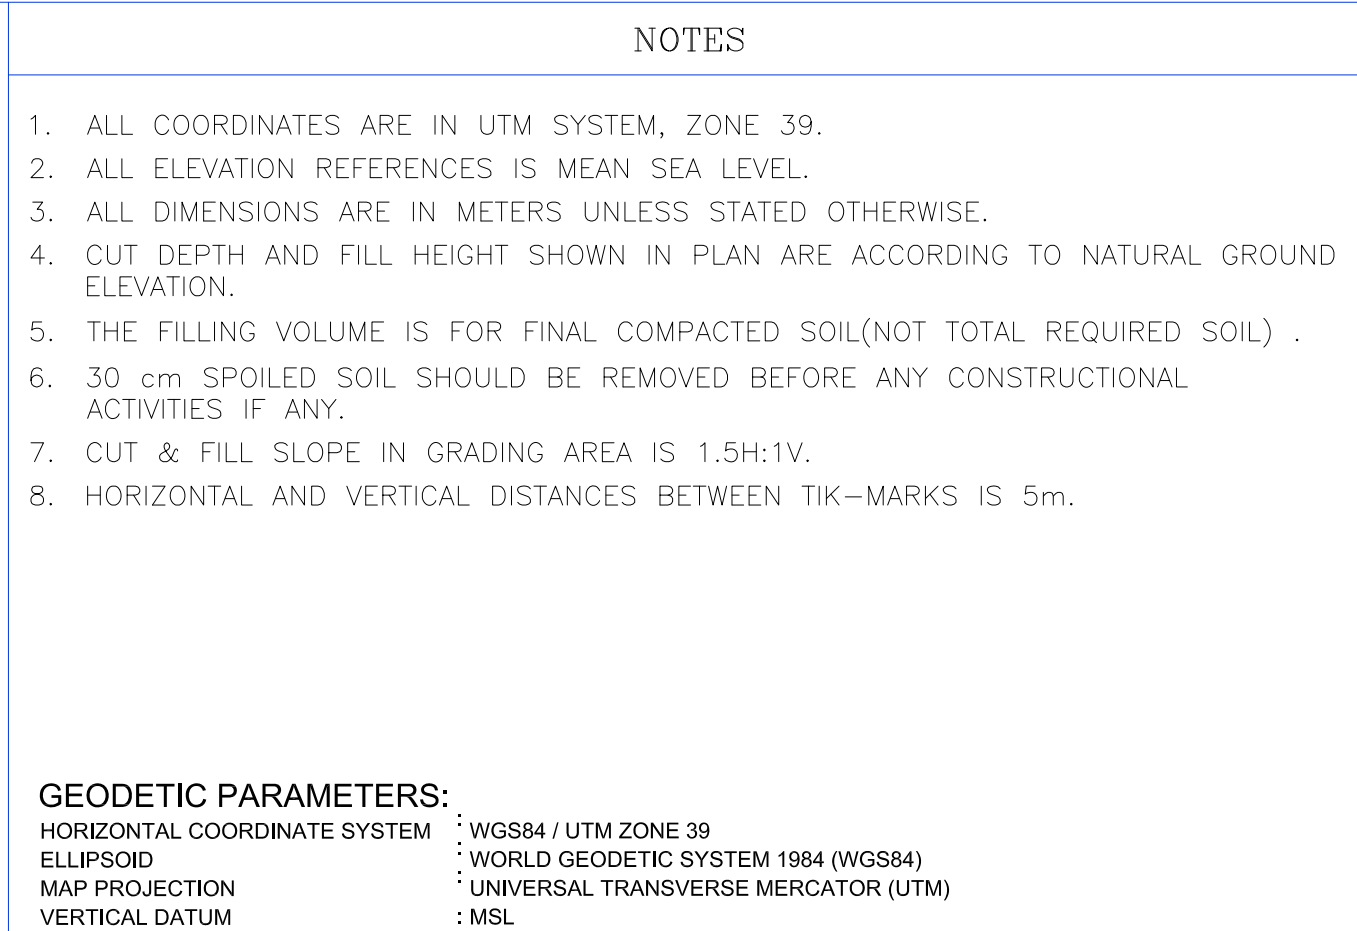 NOTES
1. ALL COORDINATES ARE IN UTM SYSTEM, ZONE 39.
2. ALL ELEVATION REFERENCES IS MEAN SEA LEVEL.
3. ALL DIMENSIONS ARE IN METERS UNLESS STATED OTHERWISE.
4. CUT DEPTH AND FILL HEIGHT SHOWN IN PLAN ARE ACCORDING TO NATURAL GROUND
ELEVATION.
5. THE FILLING VOLUME IS FOR FINAL COMPACTED SOIL(NOT TOTAL REQUIRED SOIL) .
6. 30 cm SPOILED SOIL SHOULD BE REMOVED BEFORE ANY CONSTRUCTIONAL
ACTIVITIES IF ANY.
7. CUT & FILL SLOPE IN GRADING AREA IS 1.5H:1V.
8. HORIZONTAL AND VERTICAL DISTANCES BETWEEN TIK-MARKS IS 5m.
GEODETIC PARAMETERS:
HORIZONTAL COORDINATE SYSTEM : WGS84 / UTM ZONE 39
ELLIPSOID : WORLD GEODETIC SYSTEM 1984 (WGS84)
MAP PROJECTION : UNIVERSAL TRANSVERSE MERCATOR (UTM)
VERTICAL DATUM : MSL